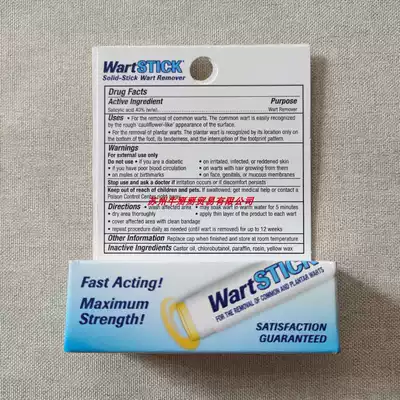 WartSTICK®
Solid-Stick Wart Remover
Drug Facts
Active Ingredient Purpose
Salicylic acid 40% (w/w). Wart Remover
Uses • For the removal of common warts. The common wart is easily recognized
by the rough 'cauliflower-like' appearance of the surface.
• For the removal of plantar warts. The plantar wart is recognized by its location only on
the bottom of the foot, its tenderness, and the interruption of the footprint pattern
Warnings
For external use only
Do not use • if you are a diabetic • on irritated, infected, or reddened skin
• if you have poor blood circulation • on warts with hair growing from them
• on moles or birthmarks • on face, genitals, or mucous membranes
Stop use and ask a doctor if irritation occurs or if discomfort persists
Keep out of reach of children and pets. If swallowed, get medical help or contact a
Poison Control Center
贸易有限公司
Directions • wash affected area • may soak wart in water for 5 minutes
• dry area thoroughly • apply thin layer of the product to each wart
• cover affected area with clean bandage
• repeat procedure daily as needed (until wart is removed) for up to 12 weeks
Other Information Replace cap when finished and store at room temperature
Inactive Ingredients Castor oil, chlorobutanol, paraffin, rosin, yellow wax
Fast Acting!
Maximum
Strength!
WartSTICK
FOR THE REMOVAL OF COMMON AND PLANTAR WARTS
SATISFACTION
GUARANTEED